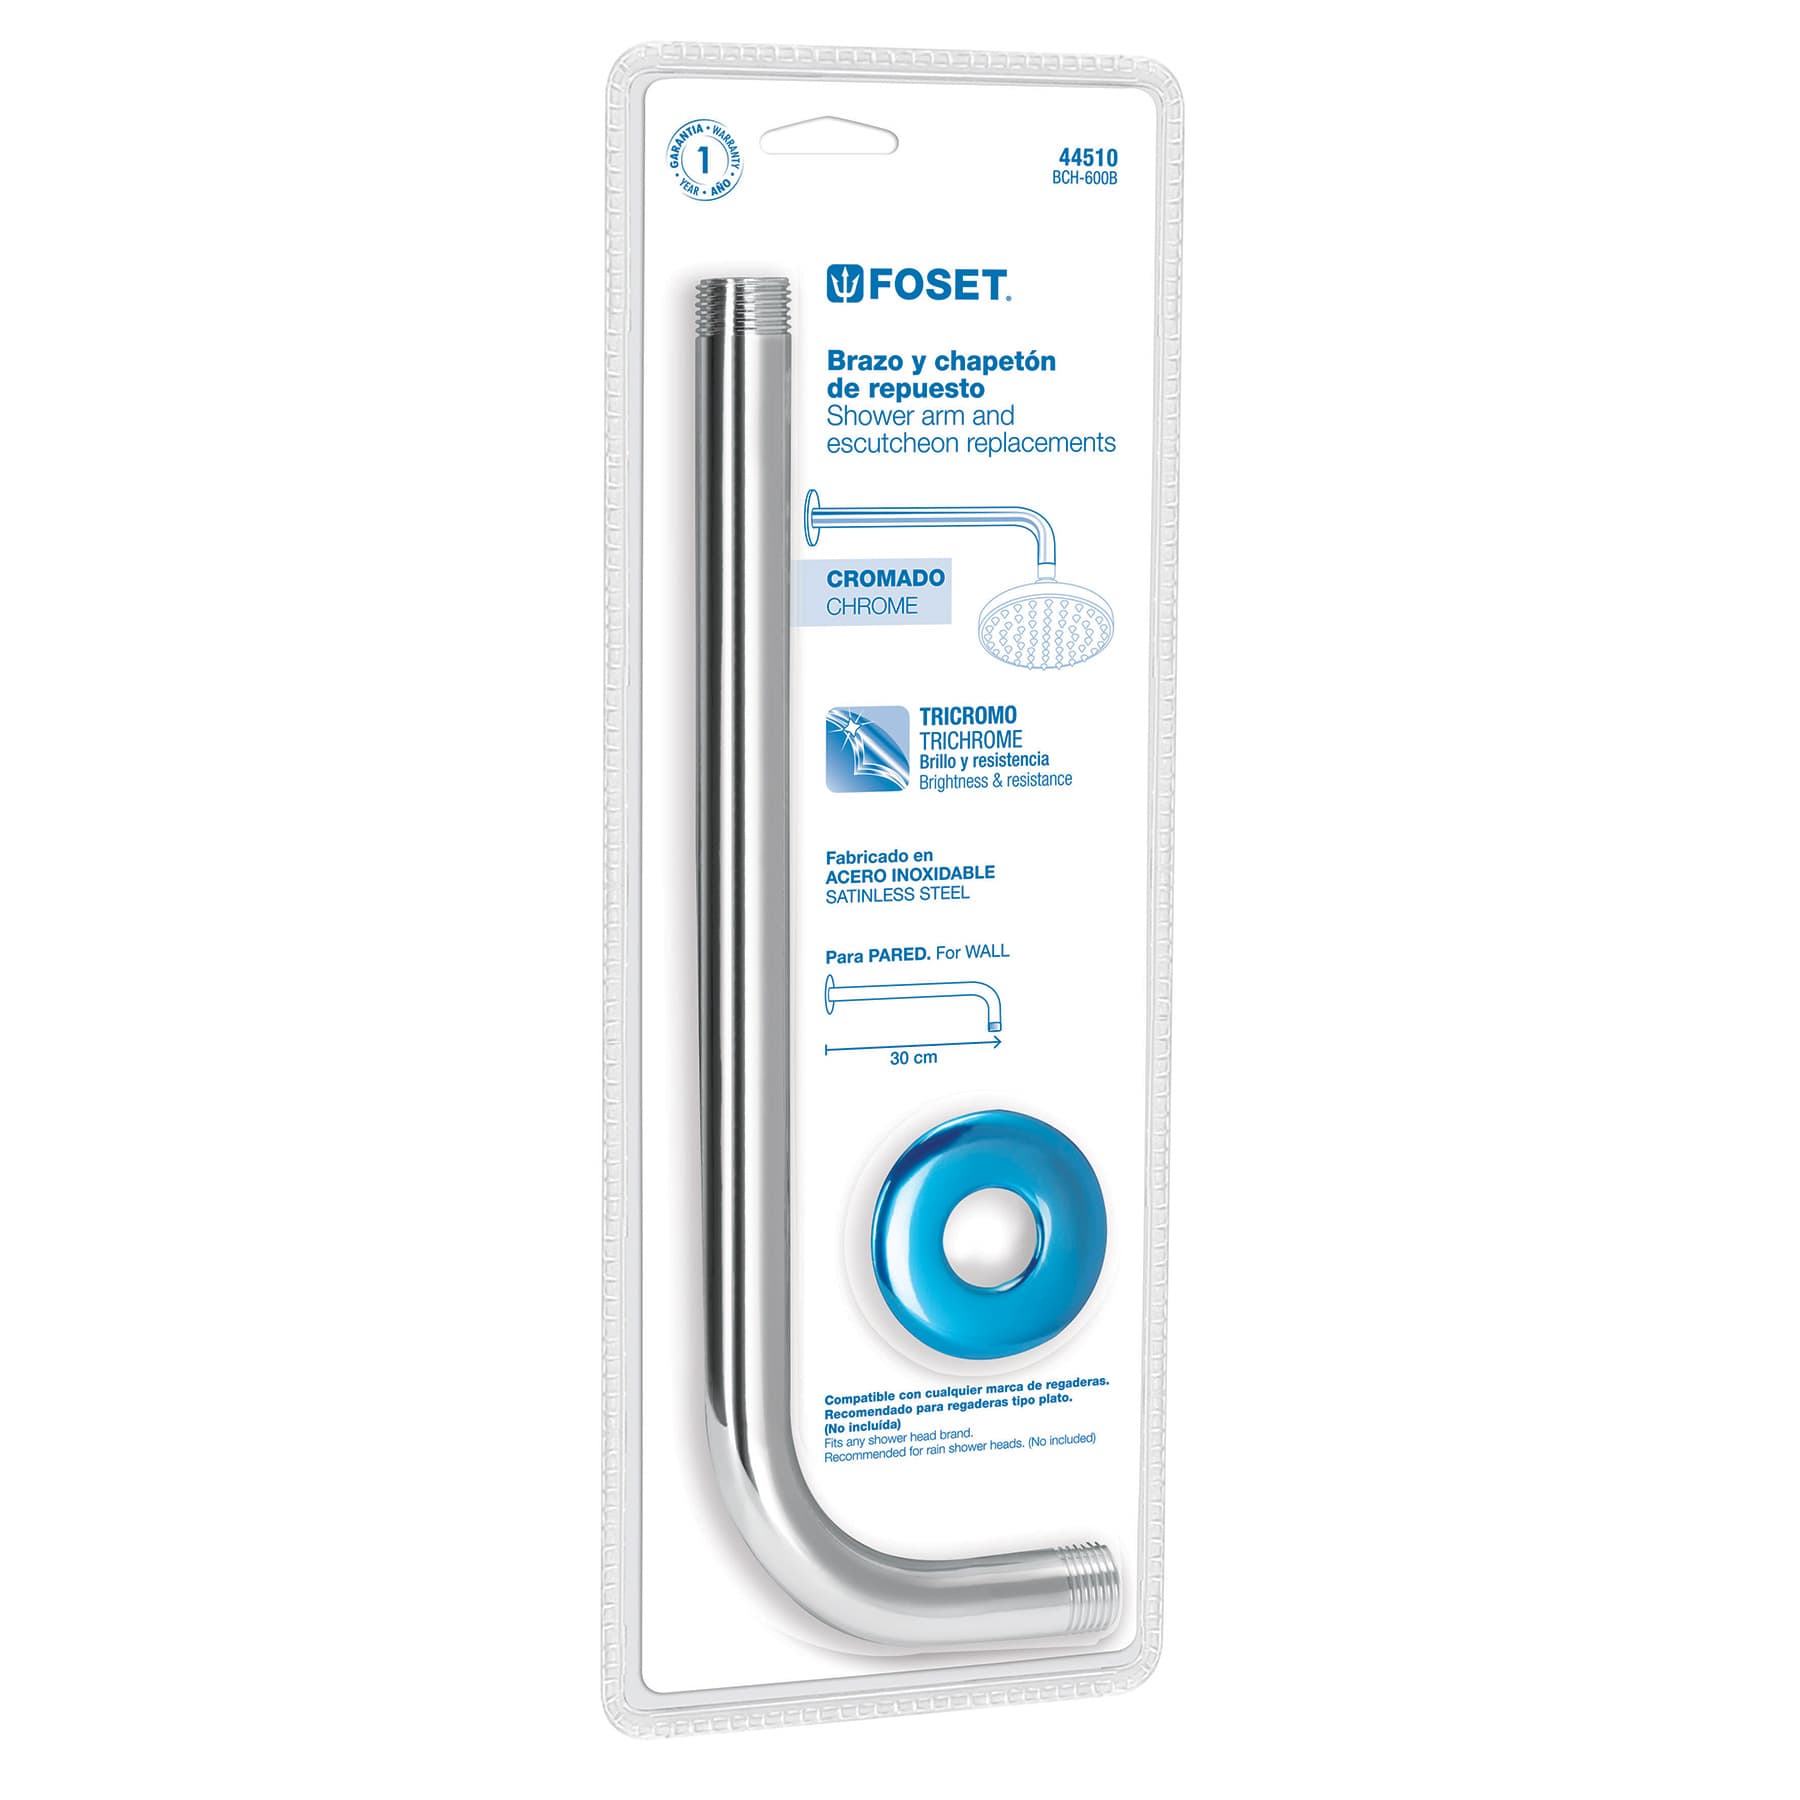 GARANTIA • WARRANTY • AÑO • YEAR •
1
44510
BCH-600B
FOSET®
Brazo y chapetón
de repuesto
Shower arm and
escutcheon replacements
CROMADO
CHROME
TRICROMO
TRICHROME
Brillo y resistencia
Brightness & resistance
Fabricado en
ACERO INOXIDABLE
SATINLESS STEEL
Para PARED. For WALL
30 cm
Compatible con cualquier marca de regaderas.
Recomendado para regaderas tipo plato.
(No incluída)
Fits any shower head brand.
Recommended for rain shower heads. (No included)